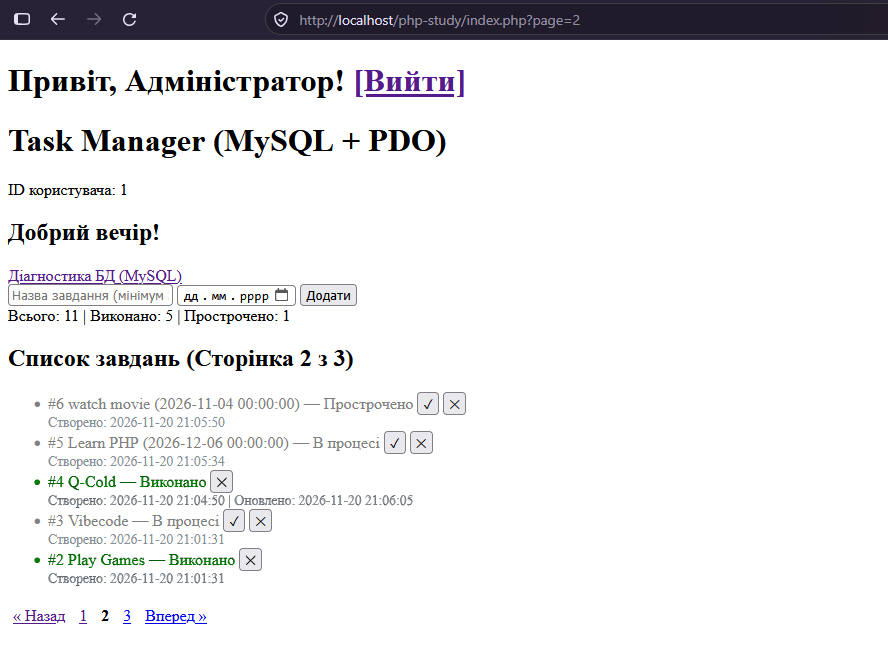 http://localhost/php-study/index.php?page=2
Привіт, Адміністратор! [Вийти]
Task Manager (MySQL + PDO)
ID користувача: 1
Добрий вечір!
Діагностика БД (MySQL)
Назва завдання (мінімум дд . мм . рррр Додати
Всього: 11 | Виконано: 5 | Прострочено: 1
Список завдань (Сторінка 2 з 3)
#6 watch movie (2026-11-04 00:00:00) — Прострочено ✓ ✕
Створено: 2026-11-20 21:05:50
#5 Learn PHP (2026-12-06 00:00:00) — В процесі ✓ ✕
Створено: 2026-11-20 21:05:34
#4 Q-Cold — Виконано ✕
Створено: 2026-11-20 21:04:50 | Оновлено: 2026-11-20 21:06:05
#3 Vibecode — В процесі ✓ ✕
Створено: 2026-11-20 21:01:31
#2 Play Games — Виконано ✕
Створено: 2026-11-20 21:01:31
« Назад 1 2 3 Вперед »